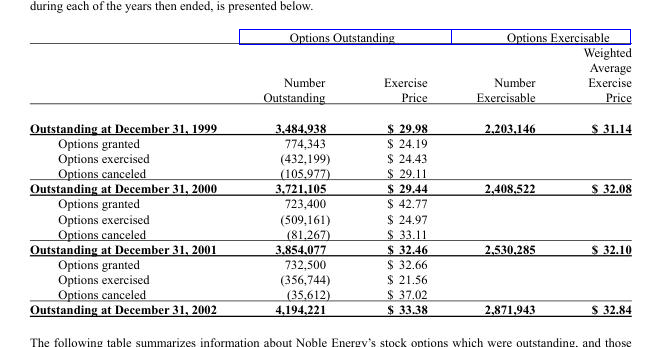 during each of the years then ended, is presented below.
Options Outstanding Options Exercisable
Weighted
Average
Number Exercise Number Exercise
Outstanding Price Exercisable Price
Outstanding at December 31, 1999 3,484,938 $ 29.98 2,203,146 $ 31.14
Options granted 774,343 $ 24.19
Options exercised (432,199) $ 24.43
Options canceled (105,977) $ 29.11
Outstanding at December 31, 2000 3,721,105 $ 29.44 2,408,522 $ 32.08
Options granted 723,400 $ 42.77
Options exercised (509,161) $ 24.97
Options canceled (81,267) $ 33.11
Outstanding at December 31, 2001 3,854,077 $ 32.46 2,530,285 $ 32.10
Options granted 732,500 $ 32.66
Options exercised (356,744) $ 21.56
Options canceled (35,612) $ 37.02
Outstanding at December 31, 2002 4,194,221 $ 33.38 2,871,943 $ 32.84
The following table summarizes information about Noble Energy's stock options which were outstanding, and those